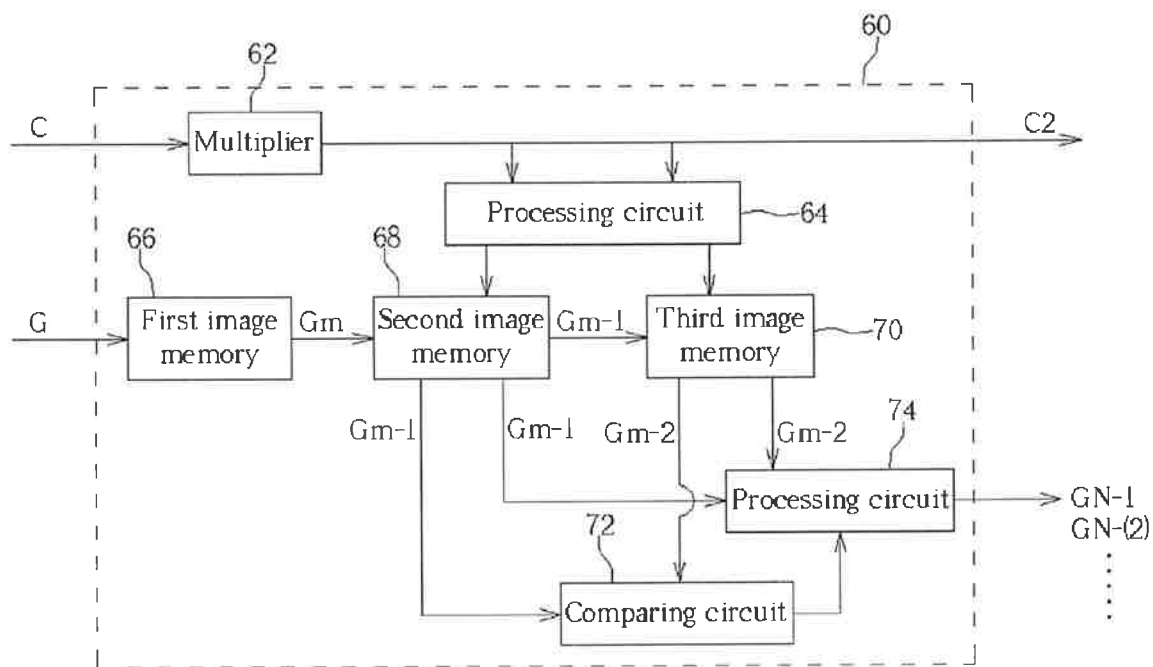 60
62
C
Multiplier
C2
Processing circuit
64
66
68
G
First image
memory
Gm
Second image
memory
Gm-1
Third image
memory
70
Gm-1
Gm-1
Gm-2
Gm-2
74
Processing circuit
GN-1
GN-(2)
72
Comparing circuit